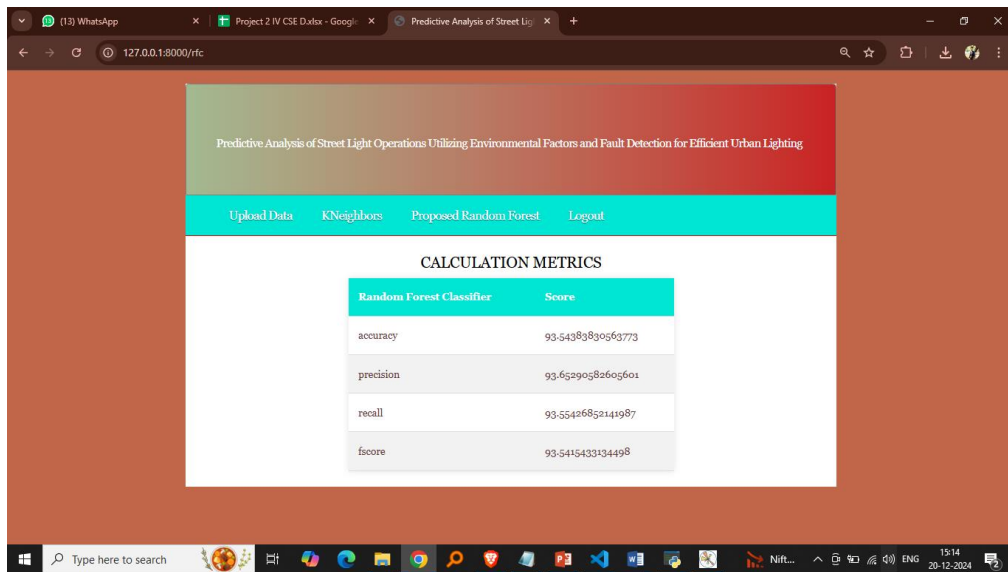 (13) WhatsApp
Project 2 IV CSE D.xlsx - Google
Predictive Analysis of Street Lig
127.0.0.1:8000/rfc
Predictive Analysis of Street Light Operations Utilizing Environmental Factors and Fault Detection for Efficient Urban Lighting
Upload Data KNeighbors Proposed Random Forest Logout
CALCULATION METRICS
Random Forest Classifier Score
accuracy 93.54383830563773
precision 93.65290582605601
recall 93.55426852141987
fscore 93.5415433134498
Type here to search
Nift...
ENG
15:14
20-12-2024